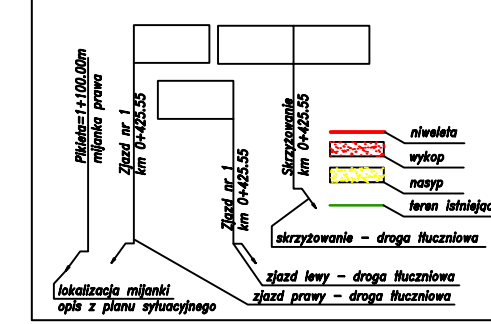 Pikieta=1+100.00m
mijanka prawa
Zjazd nr 1
km 0+425.55
Zjazd nr 1
km 0+425.55
Skrzyżowanie
km 0+425.55
niweleta
wykop
nasyp
teren istniejąc
skrzyżowanie – droga tłuczniowa
zjazd lewy – droga tłuczniowa
zjazd prawy – droga tłuczniowa
lokalizacja mijanki
opis z planu sytuacyjnego